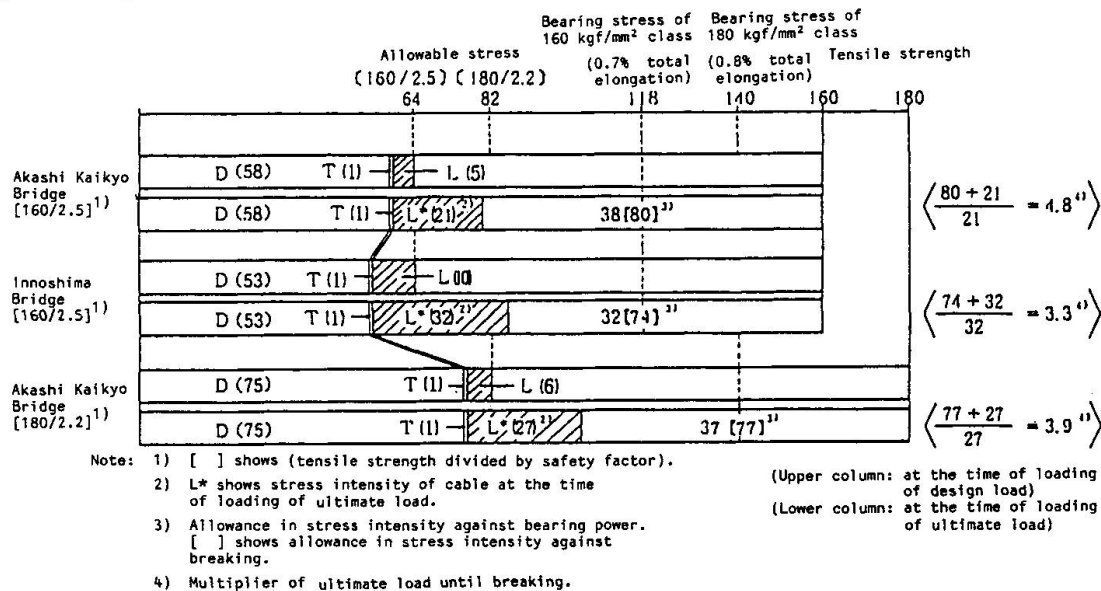 Bearing stress of Bearing stress of
160 kgf/mm² class 180 kgf/mm² class
Allowable stress (0.7% total (0.8% total Tensile strength
(160/2.5) (180/2.2) elongation) elongation)
64 82 118 140 160 180
Akashi Kaikyo
Bridge
[160/2.5]¹⁾
D (58) T (1) L (5)
D (58) T (1) L* (21)²⁾ 38 [80]³⁾
⟨ (80 + 21) / 21 = 4.8⁴⁾ ⟩
Innoshima
Bridge
[160/2.5]¹⁾
D (53) T (1) L (10)
D (53) T (1) L* (32)²⁾ 32 [74]³⁾
⟨ (74 + 32) / 32 = 3.3⁴⁾ ⟩
Akashi Kaikyo
Bridge
[180/2.2]¹⁾
D (75) T (1) L (6)
D (75) T (1) L* (27)²⁾ 37 [77]³⁾
⟨ (77 + 27) / 27 = 3.9⁴⁾ ⟩
Note: 1) [ ] shows (tensile strength divided by safety factor).
2) L* shows stress intensity of cable at the time
of loading of ultimate load.
3) Allowance in stress intensity against bearing power.
[ ] shows allowance in stress intensity against
breaking.
4) Multiplier of ultimate load until breaking.
(Upper column: at the time of loading
of design load)
(Lower column: at the time of loading
of ultimate load)